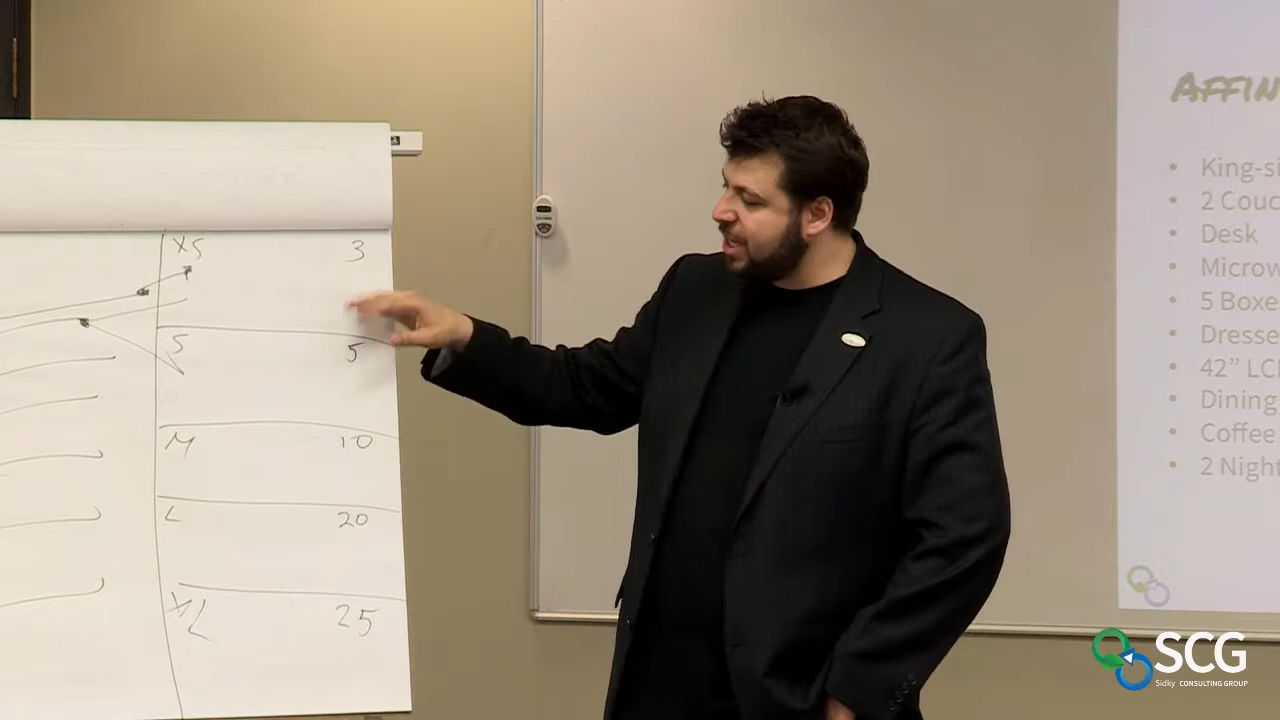 XS 3
S 5
M 10
L 20
XL 25
AFFIN
King-si
2 Couc
Desk
Microw
5 Boxe
Dresse
42" LC
Dining
Coffee
2 Night
SCG
Sidky CONSULTING GROUP